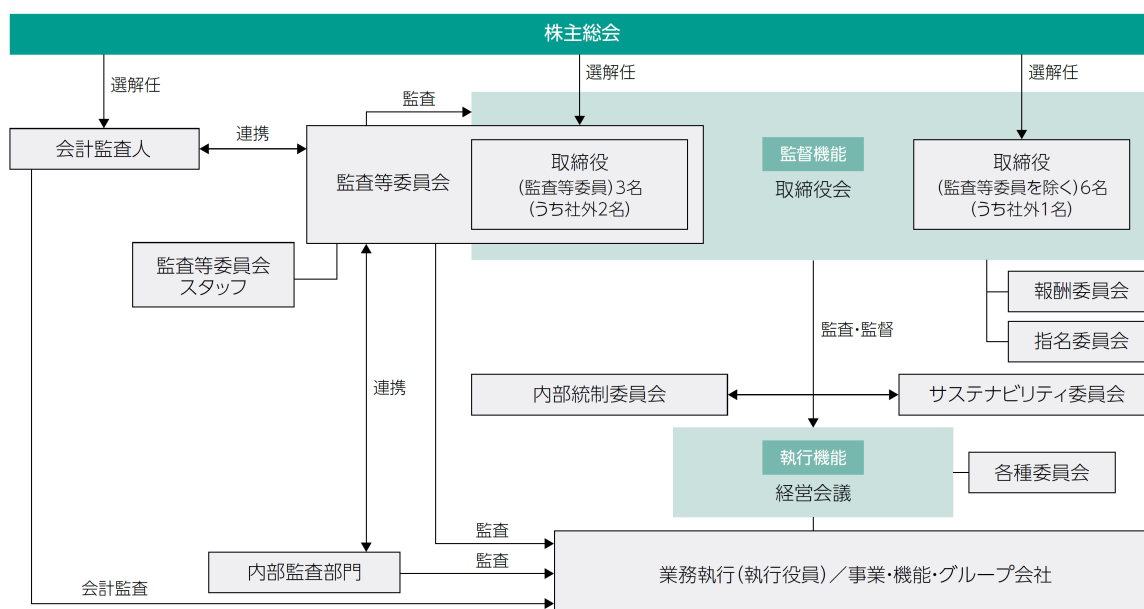 株主総会
選解任
選解任
選解任
監査
会計監査人
連携
監査等委員会
取締役
(監査等委員)3名
(うち社外2名)
監督機能
取締役会
取締役
(監査等委員を除く)6名
(うち社外1名)
監査等委員会
スタッフ
報酬委員会
指名委員会
監査・監督
連携
内部統制委員会
サステナビリティ委員会
執行機能
経営会議
各種委員会
監査
内部監査部門
監査
会計監査
業務執行(執行役員)／事業・機能・グループ会社